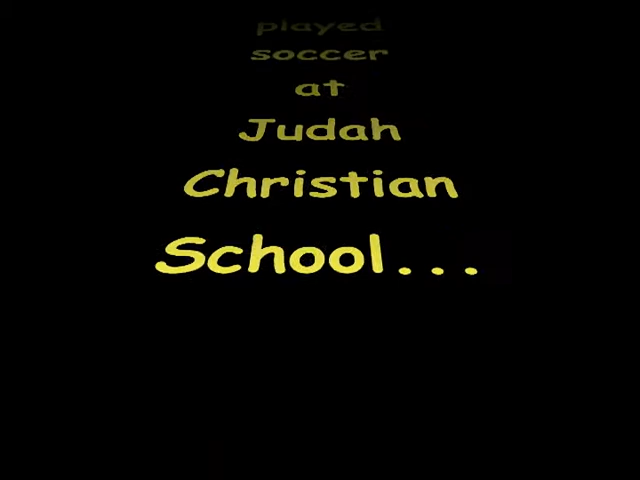 played
soccer
at
Judah
Christian
School...